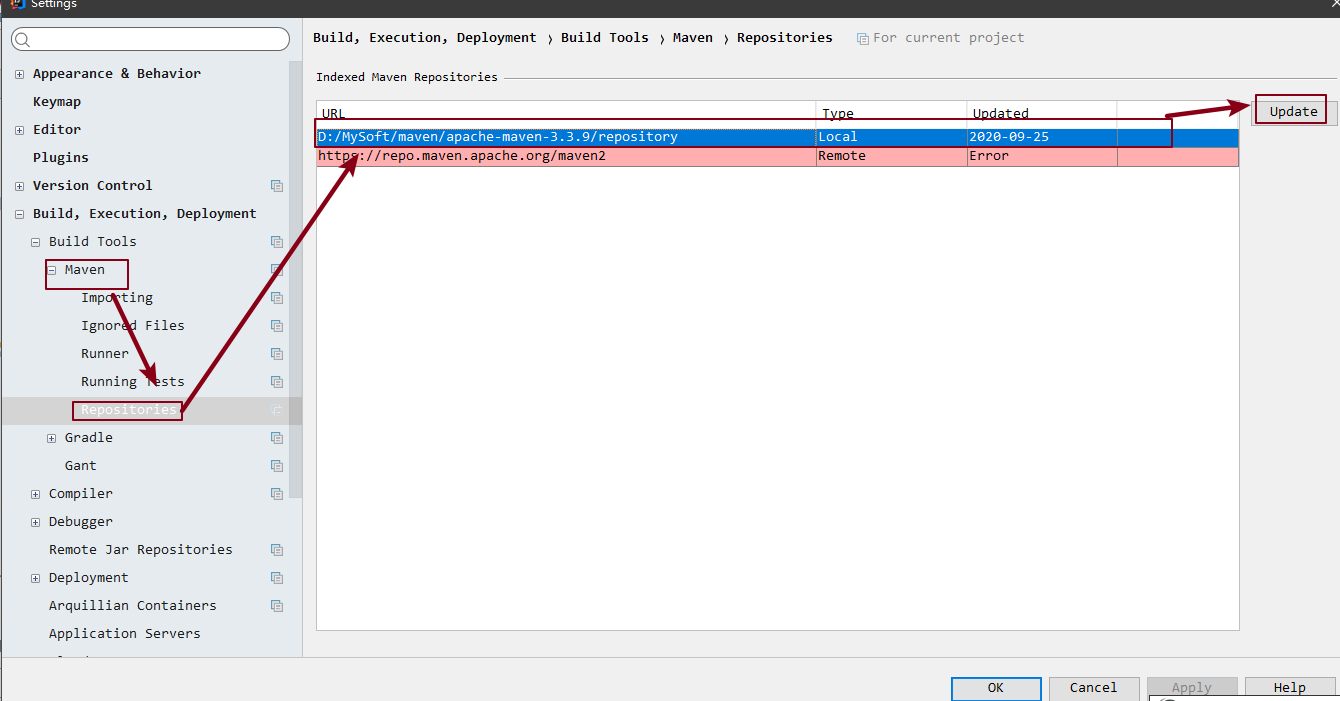 Settings
Build, Execution, Deployment › Build Tools › Maven › Repositories For current project
Appearance & Behavior
Keymap
Editor
Plugins
Version Control
Build, Execution, Deployment
Build Tools
Maven
Importing
Ignored Files
Runner
Running Tests
Repositories
Gradle
Gant
Compiler
Debugger
Remote Jar Repositories
Deployment
Arquillian Containers
Application Servers
Indexed Maven Repositories
URL Type Updated
D:/MySoft/maven/apache-maven-3.3.9/repository Local 2020-09-25
https://repo.maven.apache.org/maven2 Remote Error
Update
OK Cancel Apply Help